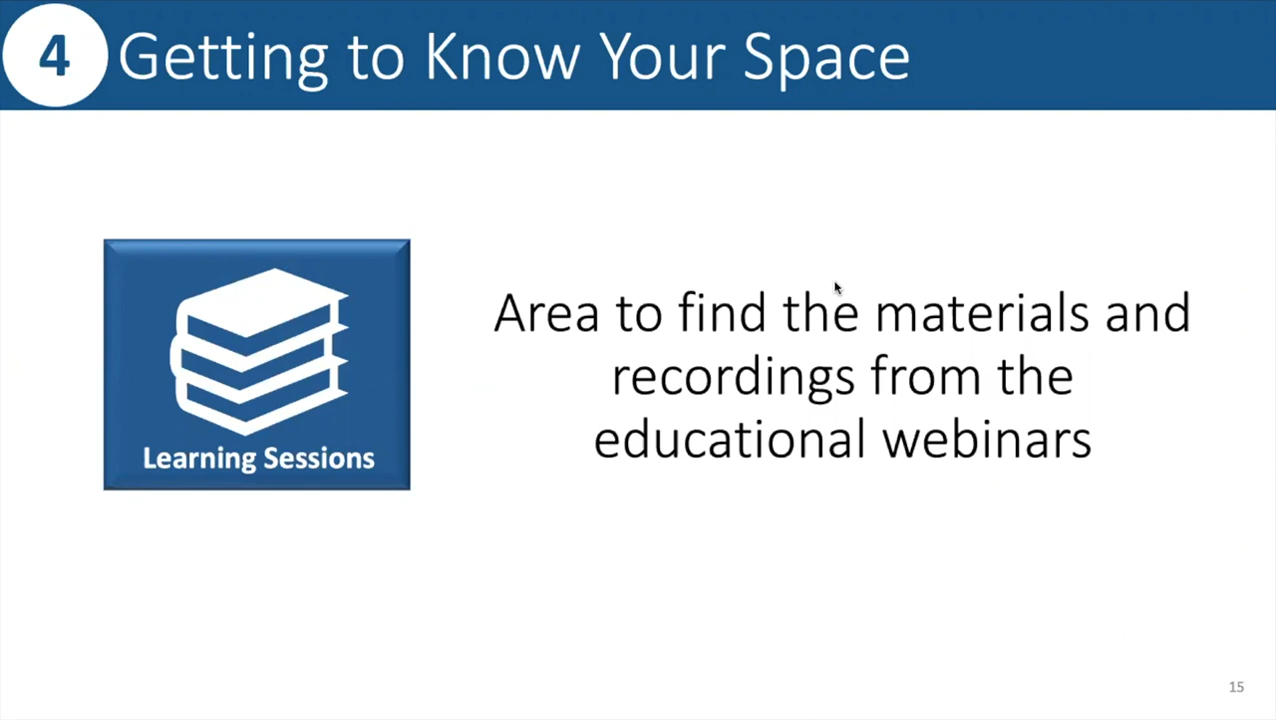 4
Getting to Know Your Space
Learning Sessions
Area to find the materials and
recordings from the
educational webinars
15